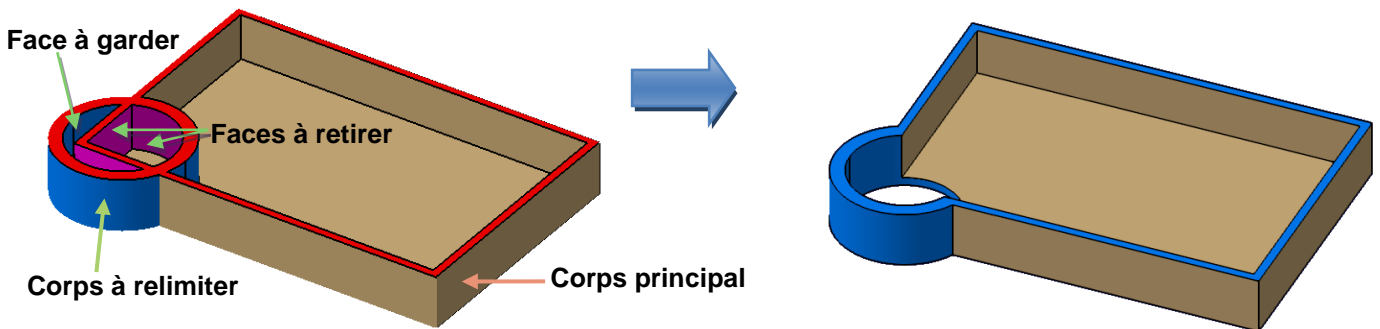 Face à garder
Faces à retirer
Corps à relimiter
Corps principal